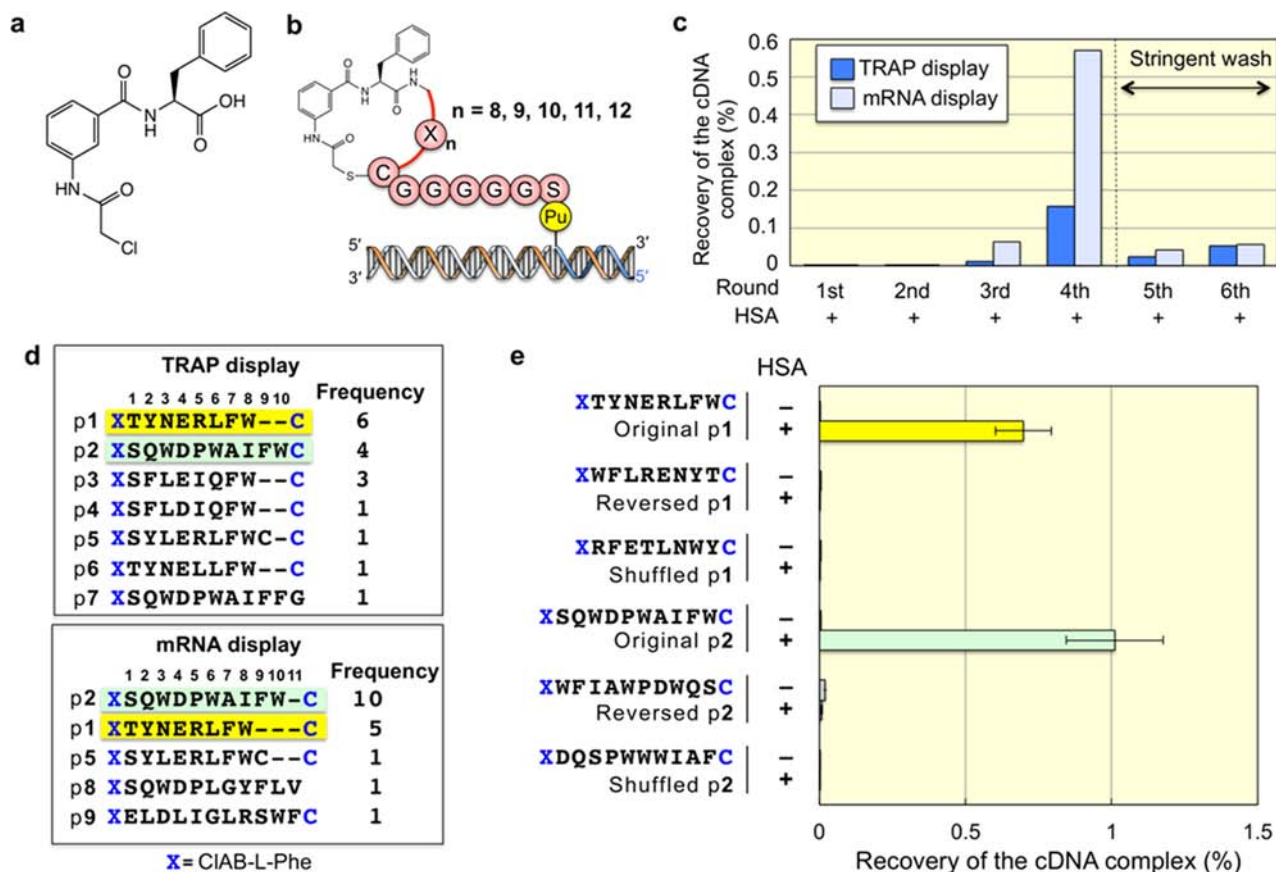 a
O
OH
N
H
O
HN
O
Cl
b
O
H
N
N
H
O
n = 8, 9, 10, 11, 12
X n
HN
O
S
C
G G G G G G S
Pu
5′ 3′
3′ 5′
c
Recovery of the cDNA complex (%)
0.6
0.5
0.4
0.3
0.2
0.1
0
TRAP display
mRNA display
Stringent wash
Round 1st 2nd 3rd 4th 5th 6th
HSA + + + + + +
d
TRAP display
1 2 3 4 5 6 7 8 9 10 Frequency
p1 XTYNERLFW--C 6
p2 XSQWDPWAIFWC 4
p3 XSFLEIQFW--C 3
p4 XSFLDIQFW--C 1
p5 XSYLERLFWC-C 1
p6 XTYNELLFW--C 1
p7 XSQWDPWAIFFG 1
mRNA display
1 2 3 4 5 6 7 8 9 10 11 Frequency
p2 XSQWDPWAIFW-C 10
p1 XTYNERLFW---C 5
p5 XSYLERLFWC--C 1
p8 XSQWDPLGYFLV 1
p9 XELDLIGLRSWFC 1
X = ClAB-L-Phe
e
HSA
XTYNERLFWC −
Original p1 +
XWFLRENYTC −
Reversed p1 +
XRFETLNWYC −
Shuffled p1 +
XSQWDPWAIFWC −
Original p2 +
XWFIAWPDWQSC −
Reversed p2 +
XDQSPWWWIAFC −
Shuffled p2 +
0 0.5 1 1.5
Recovery of the cDNA complex (%)